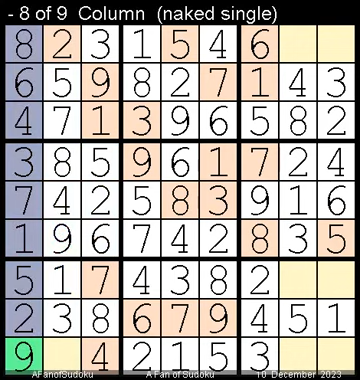 - 8 of 9 Column (naked single)
8 2 3 1 5 4 6
6 5 9 8 2 7 1 4 3
4 7 1 3 9 6 5 8 2
3 8 5 9 6 1 7 2 4
7 4 2 5 8 3 9 1 6
1 9 6 7 4 2 8 3 5
5 1 7 4 3 8 2
2 3 8 6 7 9 4 5 1
9 4 2 1 5 3
AFanofSudoku A Fan of Sudoku 10 December 2023